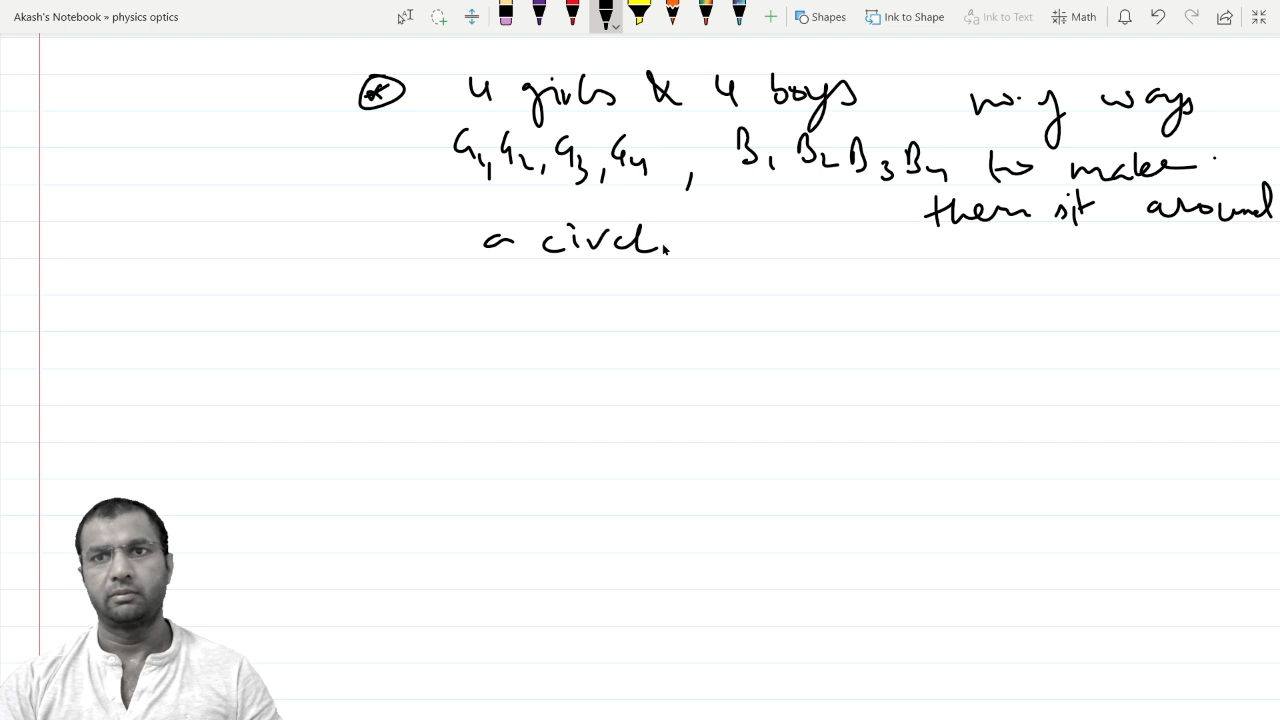 Akash's Notebook » physics optics
Shapes Ink to Shape Ink to Text Math
4 girls & 4 boys no. of ways
G1, G2, G3, G4, B1 B2 B3 B4 to make
them sit around
a circl.